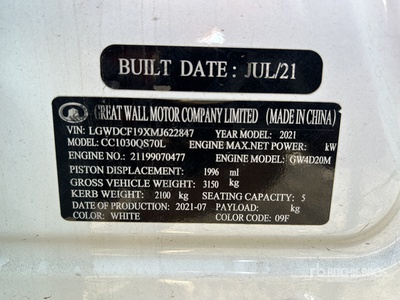 BUILT DATE: JUL/21
GREAT WALL MOTOR COMPANY LIMITED (MADE IN CHINA)
VIN: LGWDCF19XMJ622847 YEAR MODEL: 2021
MODEL: CC1030QS70L ENGINE MAX.NET POWER: kW
ENGINE NUMBER: 21199070477 ENGINE MODEL: GW4D20M
PISTON DISPLACEMENT: 1996 ml
GROSS VEHICLE WEIGHT: 3150 kg
KERB WEIGHT: 2100 kg SEATING CAPACITY: 5
DATE OF PRODUCTION: 2021-07 PAYLOAD: kg
COLOR: WHITE COLOR CODE: 09F
RITCHIE BROS.